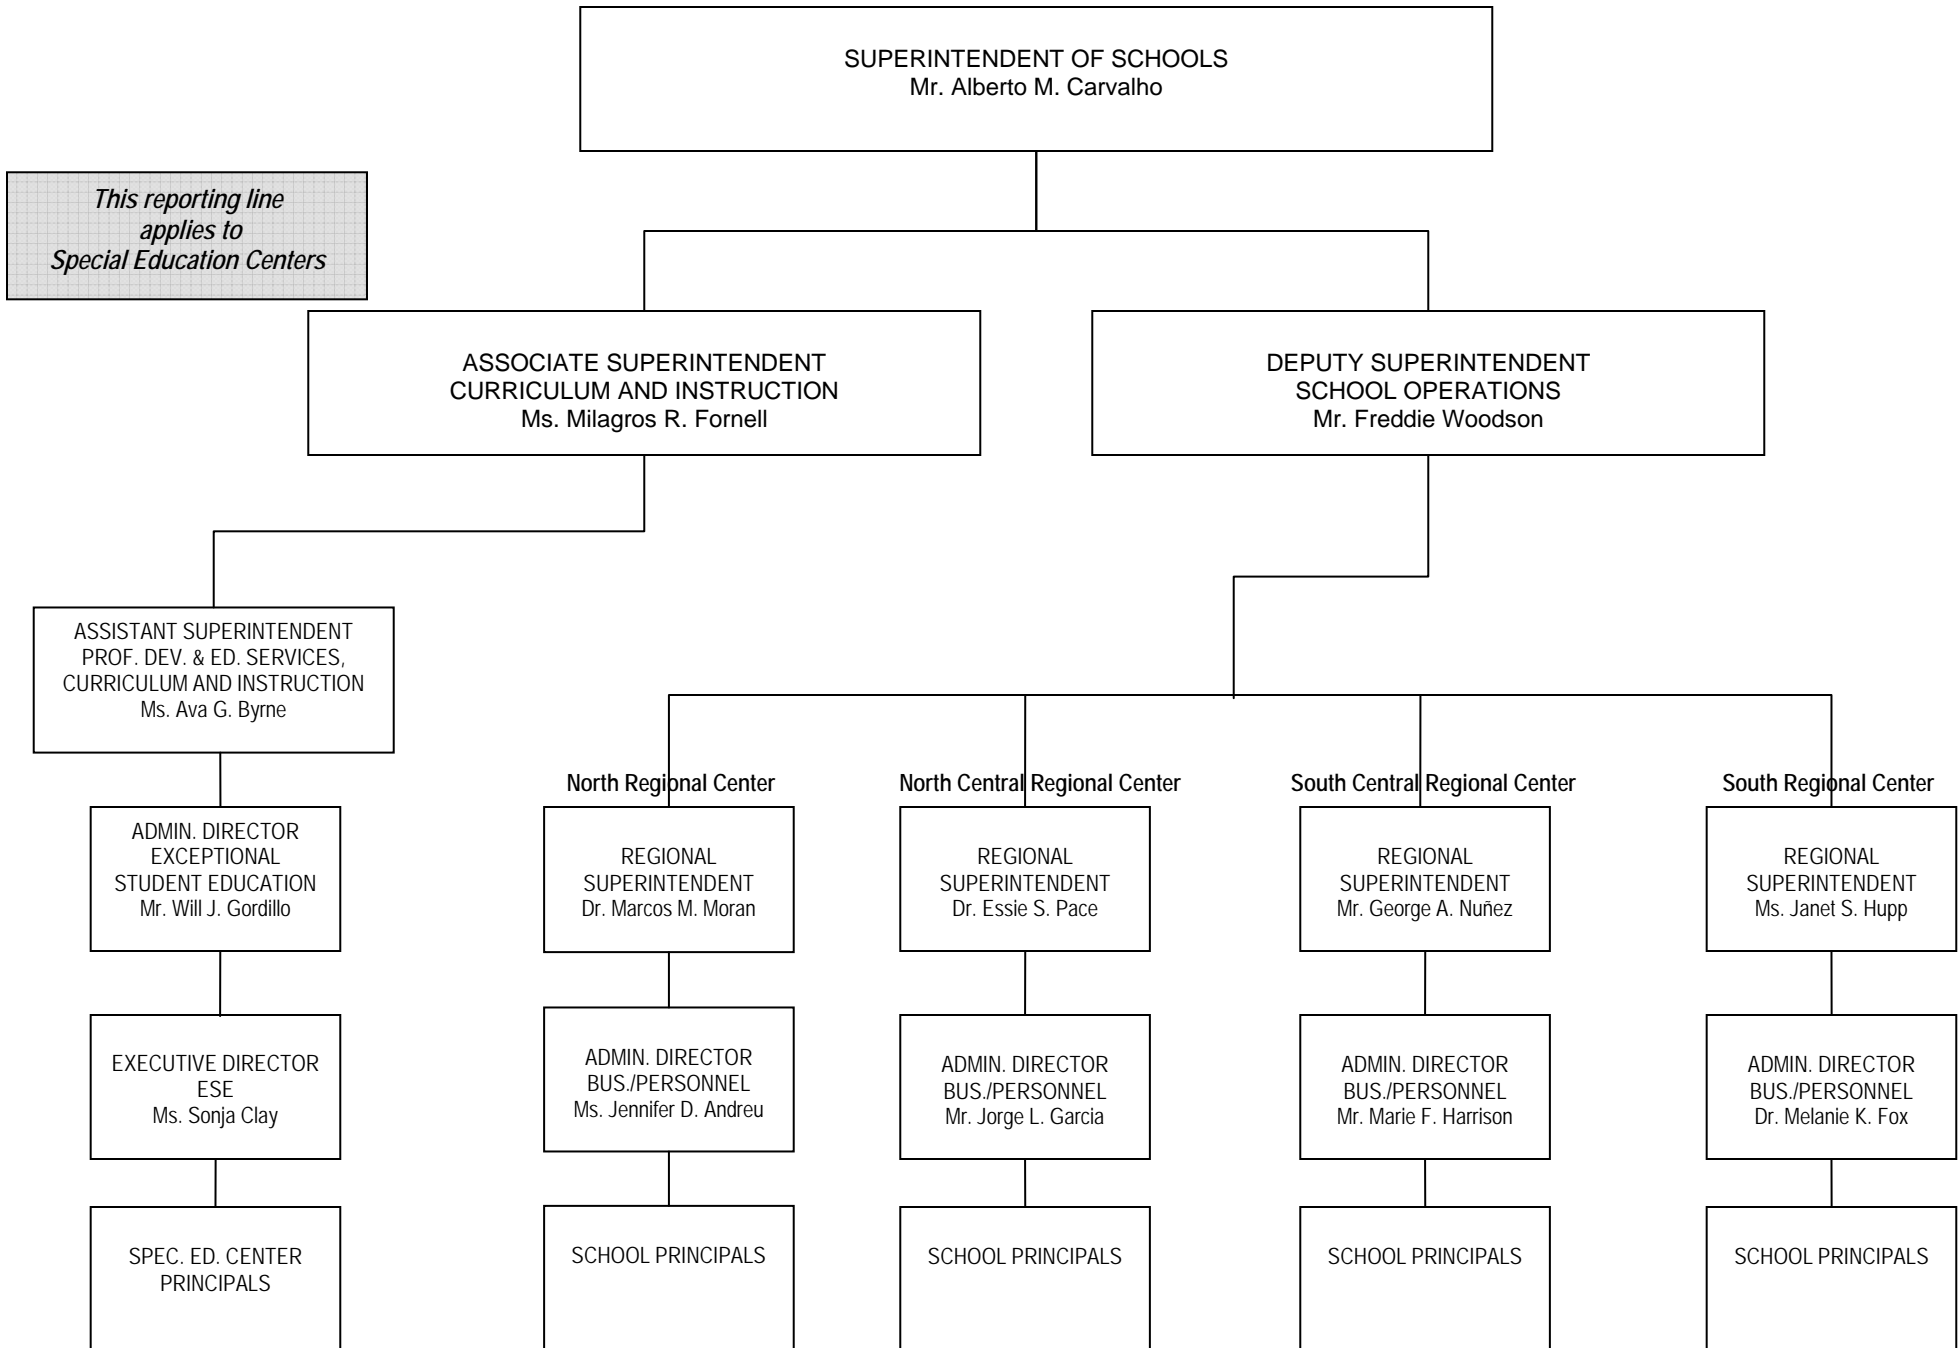 SUPERINTENDENT OF SCHOOLS
Mr. Alberto M. Carvalho
This reporting line
applies to
Special Education Centers
ASSOCIATE SUPERINTENDENT
CURRICULUM AND INSTRUCTION
Ms. Milagros R. Fornell
DEPUTY SUPERINTENDENT
SCHOOL OPERATIONS
Mr. Freddie Woodson
ASSISTANT SUPERINTENDENT
PROF. DEV. & ED. SERVICES,
CURRICULUM AND INSTRUCTION
Ms. Ava G. Byrne
ADMIN. DIRECTOR
EXCEPTIONAL
STUDENT EDUCATION
Mr. Will J. Gordillo
EXECUTIVE DIRECTOR
ESE
Ms. Sonja Clay
SPEC. ED. CENTER
PRINCIPALS
North Regional Center
REGIONAL
SUPERINTENDENT
Dr. Marcos M. Moran
ADMIN. DIRECTOR
BUS./PERSONNEL
Ms. Jennifer D. Andreu
SCHOOL PRINCIPALS
North Central Regional Center
REGIONAL
SUPERINTENDENT
Dr. Essie S. Pace
ADMIN. DIRECTOR
BUS./PERSONNEL
Mr. Jorge L. Garcia
SCHOOL PRINCIPALS
South Central Regional Center
REGIONAL
SUPERINTENDENT
Mr. George A. Nuñez
ADMIN. DIRECTOR
BUS./PERSONNEL
Mr. Marie F. Harrison
SCHOOL PRINCIPALS
South Regional Center
REGIONAL
SUPERINTENDENT
Ms. Janet S. Hupp
ADMIN. DIRECTOR
BUS./PERSONNEL
Dr. Melanie K. Fox
SCHOOL PRINCIPALS